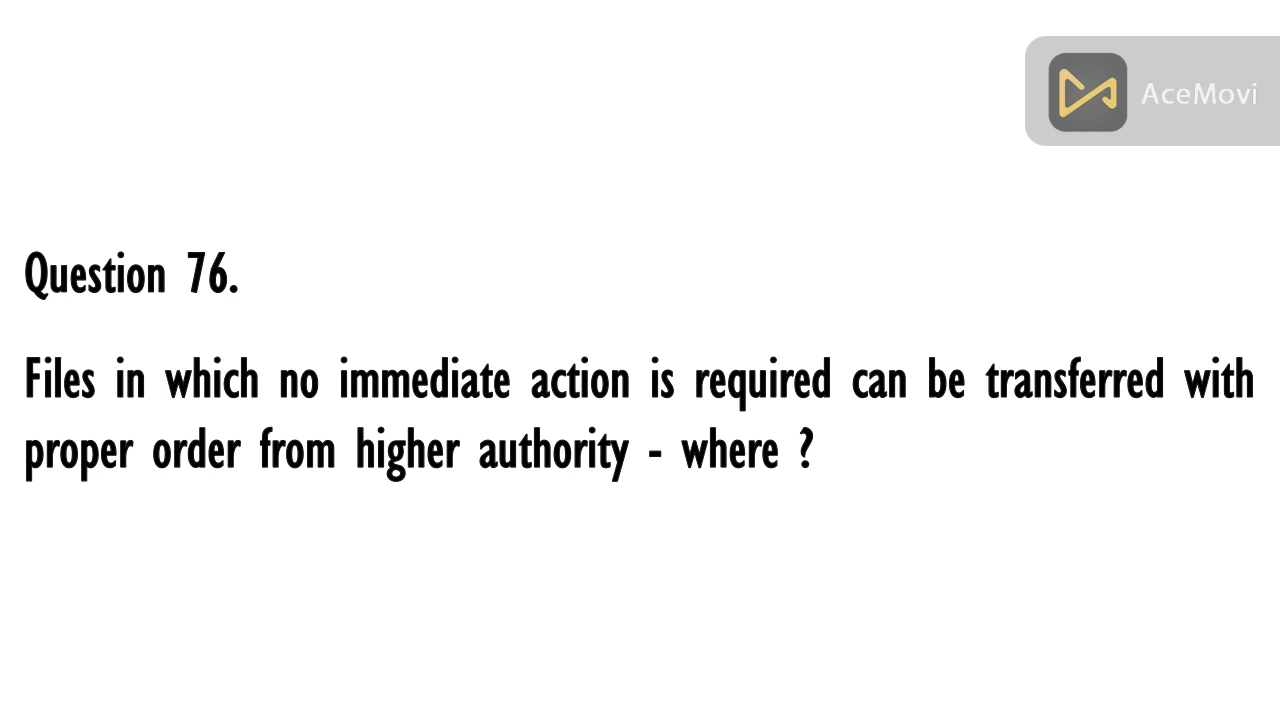 AceMovi
Question 76.
Files in which no immediate action is required can be transferred with
proper order from higher authority - where ?